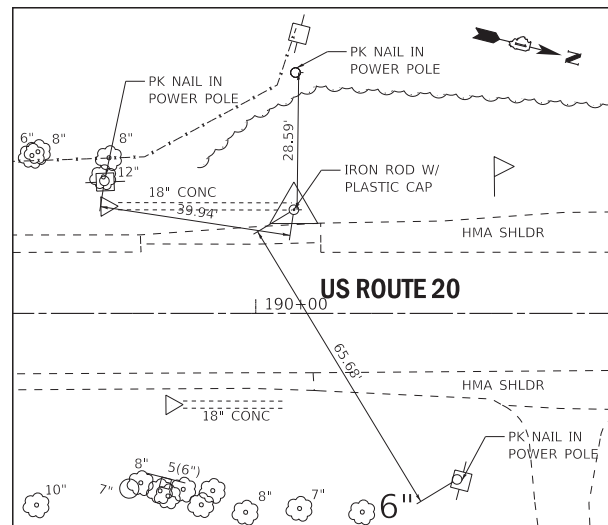 PK NAIL IN
POWER POLE
PK NAIL IN
POWER POLE
N
6"
8"
8"
12"
28.59'
IRON ROD W/
PLASTIC CAP
18" CONC
39.94'
HMA SHLDR
US ROUTE 20
190+00
65.68'
HMA SHLDR
18" CONC
PK NAIL IN
POWER POLE
8"
5(6")
7"
10"
8"
7"
6"